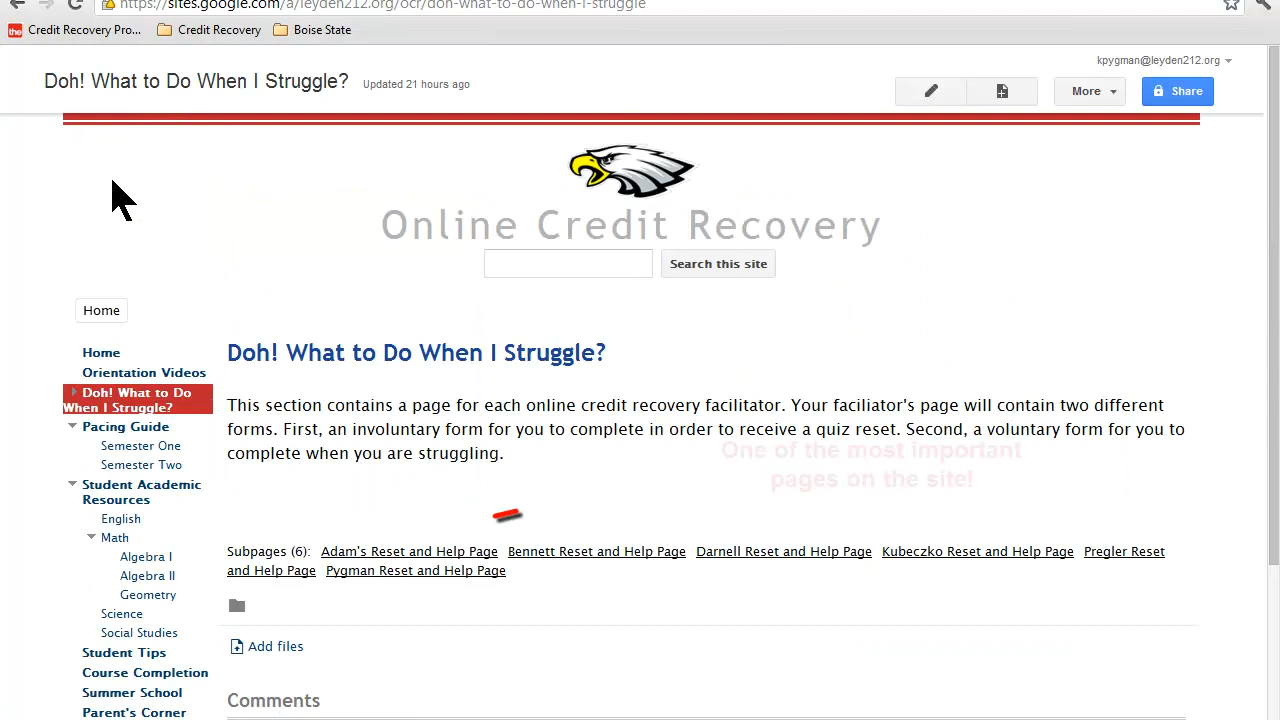 https://sites.google.com/a/leyden212.org/ocr/doh-what-to-do-when-i-struggle
the Credit Recovery Pro... Credit Recovery Boise State
kpygman@leyden212.org
Doh! What to Do When I Struggle? Updated 21 hours ago
More Share
Online Credit Recovery
Search this site
Home
Home
Orientation Videos
Doh! What to Do
When I Struggle?
Pacing Guide
Semester One
Semester Two
Student Academic
Resources
English
Math
Algebra I
Algebra II
Geometry
Science
Social Studies
Student Tips
Course Completion
Summer School
Parent's Corner
Doh! What to Do When I Struggle?
This section contains a page for each online credit recovery facilitator. Your faciliator's page will contain two different
forms. First, an involuntary form for you to complete in order to receive a quiz reset. Second, a voluntary form for you to
complete when you are struggling.
One of the most important
pages on the site!
Subpages (6): Adam's Reset and Help Page Bennett Reset and Help Page Darnell Reset and Help Page Kubeczko Reset and Help Page Pregler Reset
and Help Page Pygman Reset and Help Page
Add files
Comments